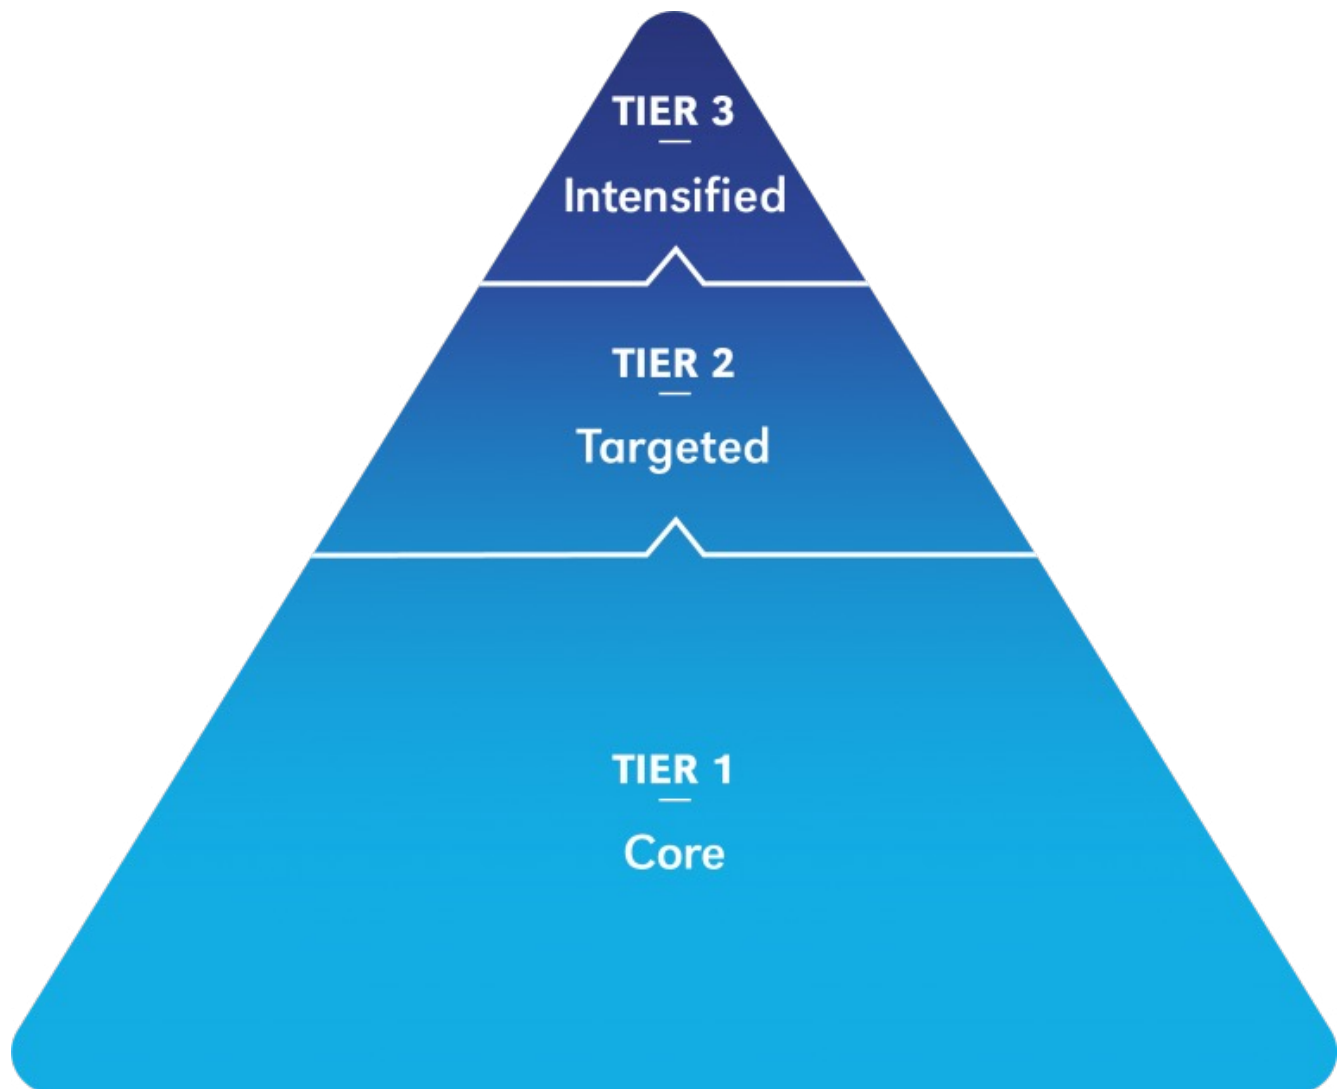 TIER 3
Intensified
TIER 2
Targeted
TIER 1
Core